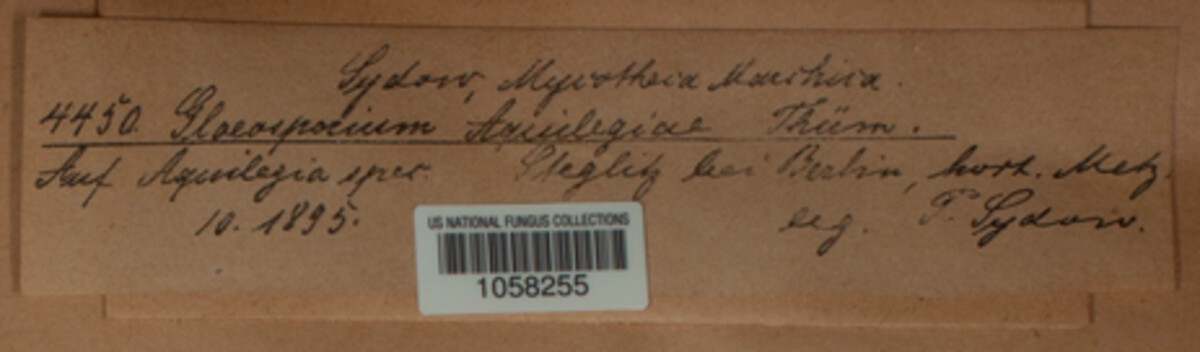 Sydow, Mycotheca Marchica.
4450. Gloeosporium Aquilegiae Thüm.
Auf Aquilegia spec. Steglitz bei Berlin, hort. Metz.
10. 1895. leg. P. Sydow.
US NATIONAL FUNGUS COLLECTIONS
1058255